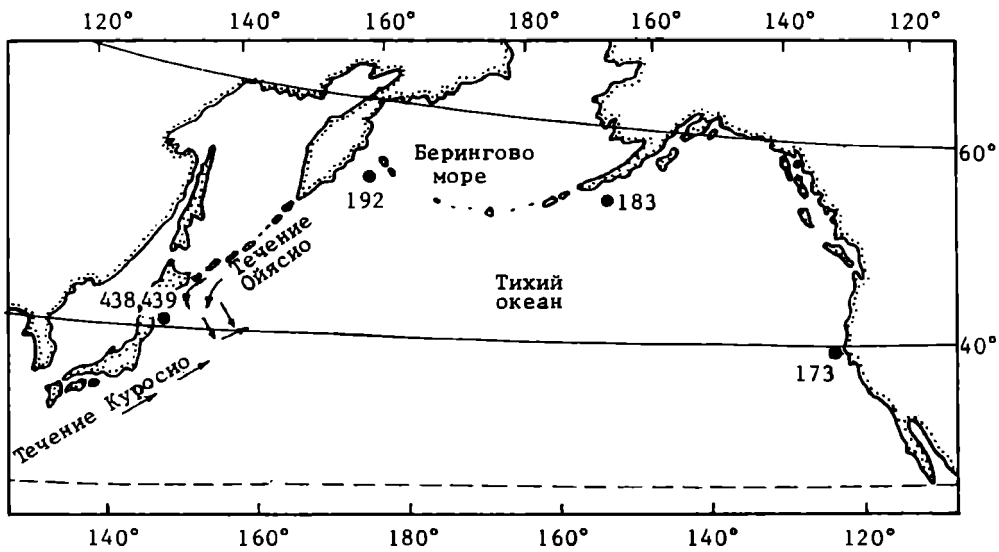 120° 140° 160° 180° 160° 140° 120°
Берингово
море
60°
192
183
Течение
Ойясио
Тихий
океан
438,439
40°
173
Течение Куросио
140° 160° 180° 160° 140° 120°